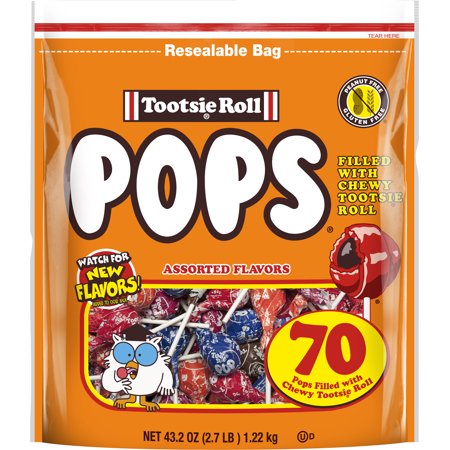 TEAR HERE
Resealable Bag
PEANUT FREE
GLUTEN FREE
Tootsie Roll
®
POPS®
FILLED
WITH
CHEWY
TOOTSIE
ROLL
ASSORTED FLAVORS
®
WATCH FOR
NEW
FLAVORS!
70
Pops Filled with
Chewy Tootsie Roll
NET 43.2 OZ (2.7 LB ) 1.22 kg
U D